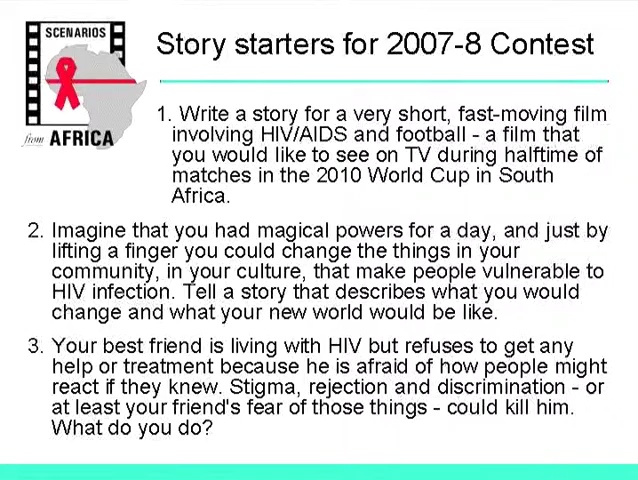 SCENARIOS
from AFRICA
Story starters for 2007-8 Contest
1. Write a story for a very short, fast-moving film
involving HIV/AIDS and football - a film that
you would like to see on TV during halftime of
matches in the 2010 World Cup in South
Africa.
2. Imagine that you had magical powers for a day, and just by
lifting a finger you could change the things in your
community, in your culture, that make people vulnerable to
HIV infection. Tell a story that describes what you would
change and what your new world would be like.
3. Your best friend is living with HIV but refuses to get any
help or treatment because he is afraid of how people might
react if they knew. Stigma, rejection and discrimination - or
at least your friend's fear of those things - could kill him.
What do you do?